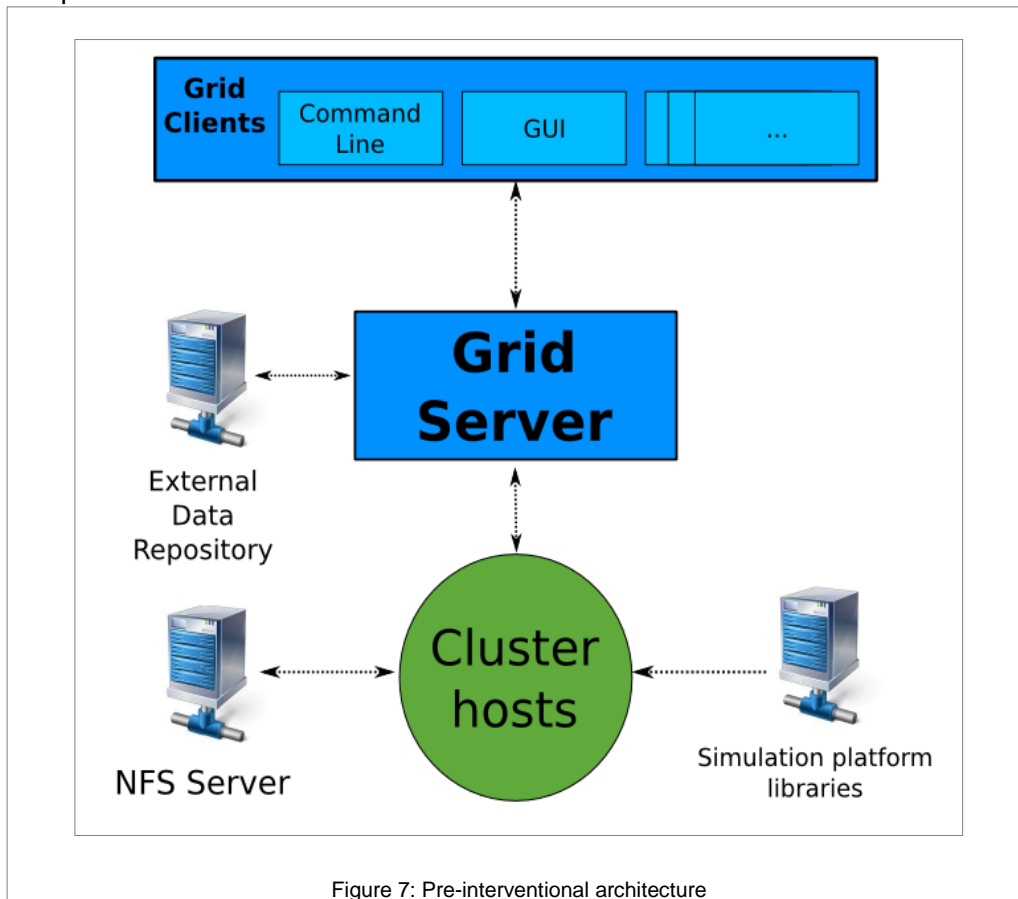 Grid
Clients
Command
Line
GUI
...
Grid
Server
External
Data
Repository
Cluster
hosts
NFS Server
Simulation platform
libraries
Figure 7: Pre-interventional architecture